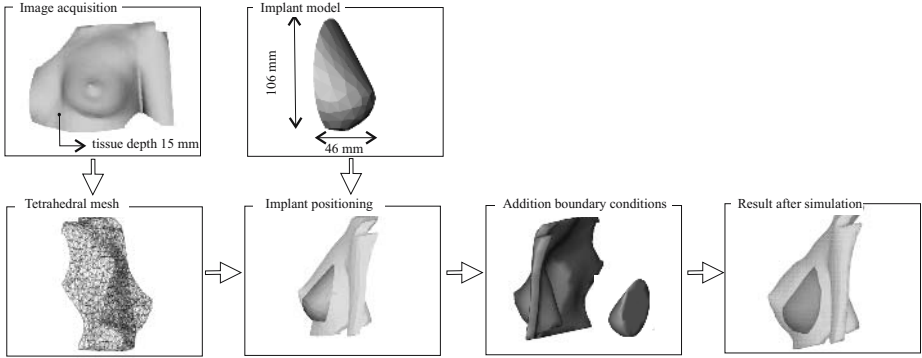 Image acquisition
tissue depth 15 mm
Implant model
106 mm
46 mm
Tetrahedral mesh
Implant positioning
Addition boundary conditions
Result after simulation